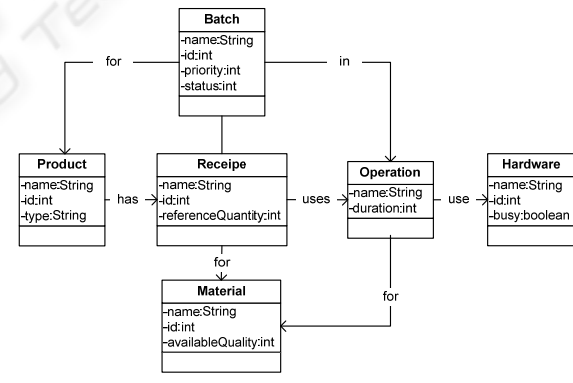 Batch
-name:String
-id:int
-priority:int
-status:int
for
in
Product
-name:String
-id:int
-type:String
has
Receipe
-name:String
-id:int
-referenceQuantity:int
uses
Operation
-name:String
-duration:int
use
Hardware
-name:String
-id:int
-busy:boolean
for
for
Material
-name:String
-id:int
-availableQuality:int